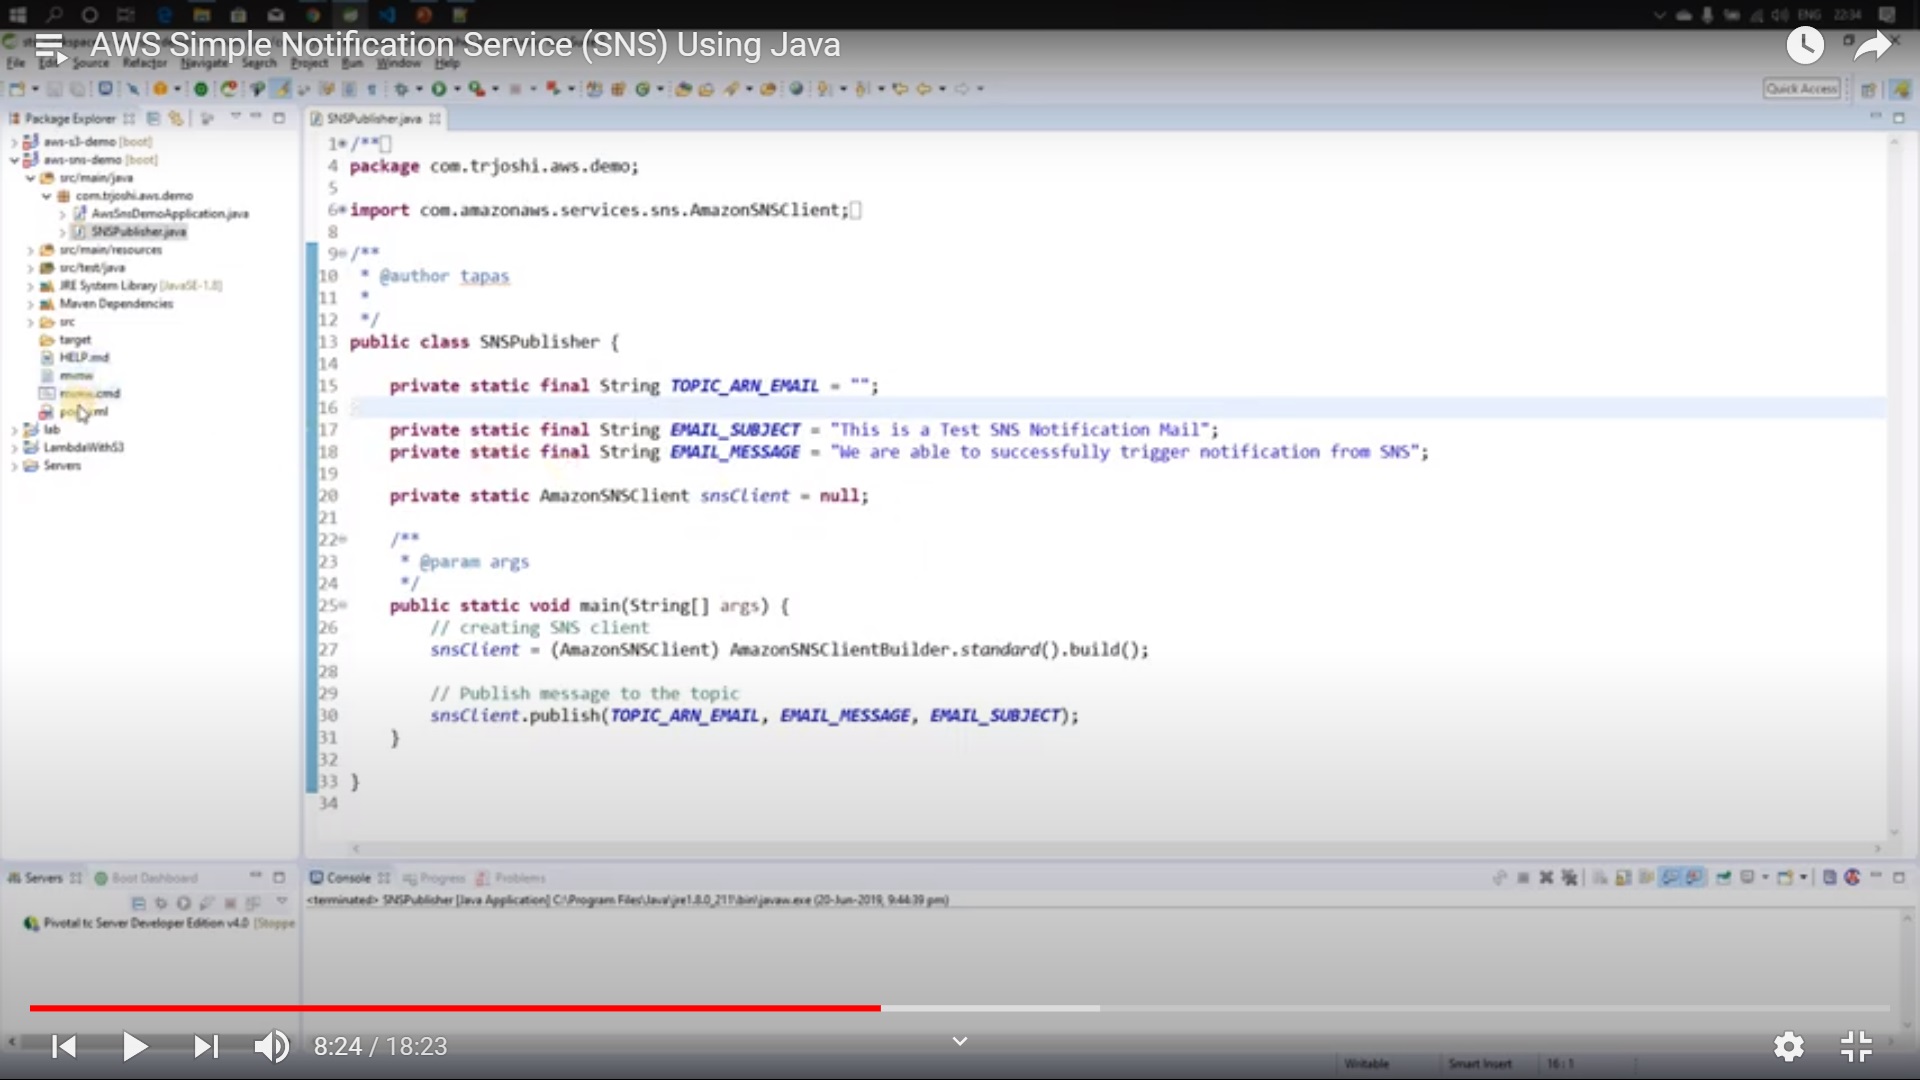 ENG 22:34
AWS Simple Notification Service (SNS) Using Java
File Edit Source Refactor Navigate Search Project Run Window Help
Quick Access
Package Explorer
SNSPublisher.java
aws-s3-demo [boot]
aws-sns-demo [boot]
src/main/java
com.trjoshi.aws.demo
AwsSnsDemoApplication.java
SNSPublisher.java
src/main/resources
src/test/java
JRE System Library [JavaSE-1.8]
Maven Dependencies
src
target
HELP.md
mvnw
lab
LambdaWithS3
Servers
1 /**
4 package com.trjoshi.aws.demo;
5
6 import com.amazonaws.services.sns.AmazonSNSClient;
8
9 /**
10 * @author tapas
11 *
12 */
13 public class SNSPublisher {
14
15 private static final String TOPIC_ARN_EMAIL = "";
16
17 private static final String EMAIL_SUBJECT = "This is a Test SNS Notification Mail";
18 private static final String EMAIL_MESSAGE = "We are able to successfully trigger notification from SNS";
19
20 private static AmazonSNSClient snsClient = null;
21
22 /**
23 * @param args
24 */
25 public static void main(String[] args) {
26 // creating SNS client
27 snsClient = (AmazonSNSClient) AmazonSNSClientBuilder.standard().build();
28
29 // Publish message to the topic
30 snsClient.publish(TOPIC_ARN_EMAIL, EMAIL_MESSAGE, EMAIL_SUBJECT);
31 }
32
33 }
34
Servers Boot Dashboard
Console Progress Problems
<terminated> SNSPublisher [Java Application] C:\Program Files\Java\jre1.8.0_211\bin\javaw.exe (20-Jun-2019, 9:44:39 pm)
Pivotal tc Server Developer Edition v4.0 [Stoppe
8:24 / 18:23
Writable Smart Insert 16:1